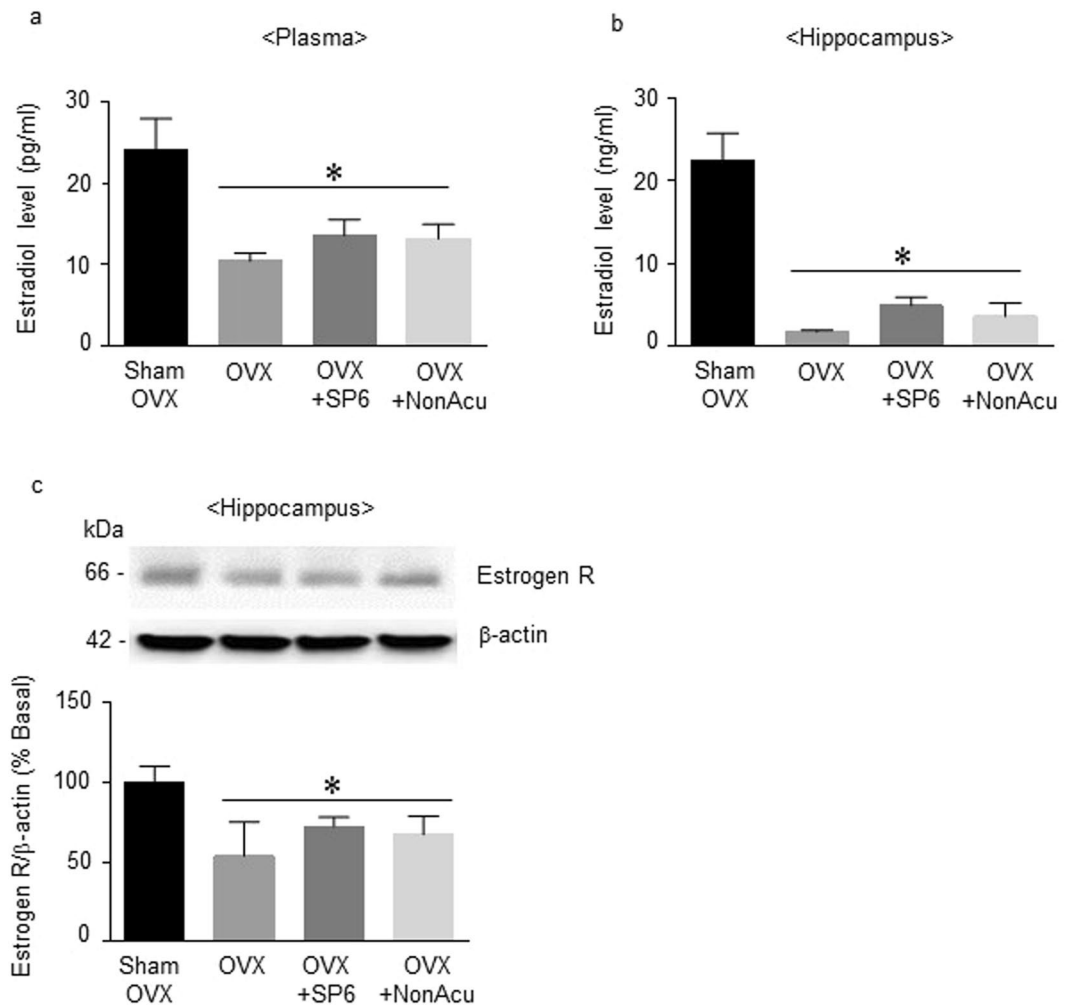 a
<Plasma>
Estradiol level (pg/ml)
30
20
10
0
*
Sham
OVX
OVX
OVX
+SP6
OVX
+NonAcu
b
<Hippocampus>
Estradiol level (ng/ml)
30
20
10
0
*
Sham
OVX
OVX
OVX
+SP6
OVX
+NonAcu
c
<Hippocampus>
kDa
66 -
Estrogen R
42 -
β-actin
Estrogen R/β-actin (% Basal)
150
100
50
0
*
Sham
OVX
OVX
OVX
+SP6
OVX
+NonAcu